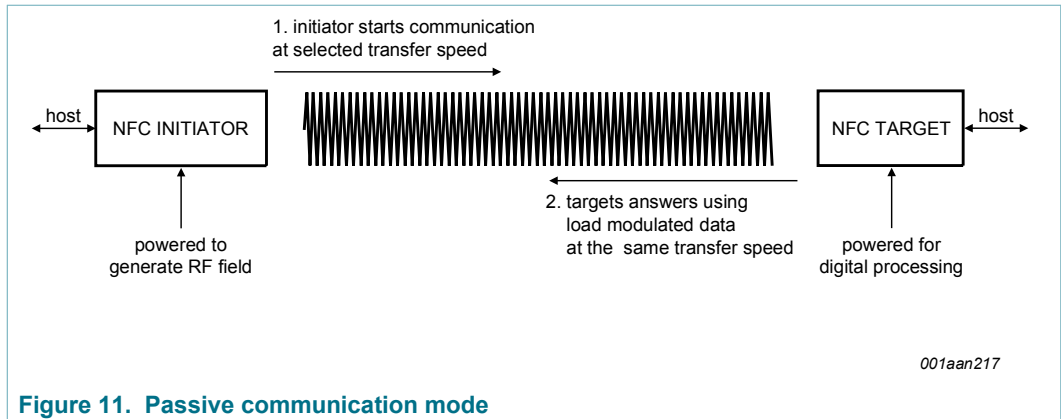 1. initiator starts communication
at selected transfer speed
host
NFC INITIATOR
NFC TARGET
host
2. targets answers using
load modulated data
at the same transfer speed
powered to
generate RF field
powered for
digital processing
001aan217
Figure 11. Passive communication mode